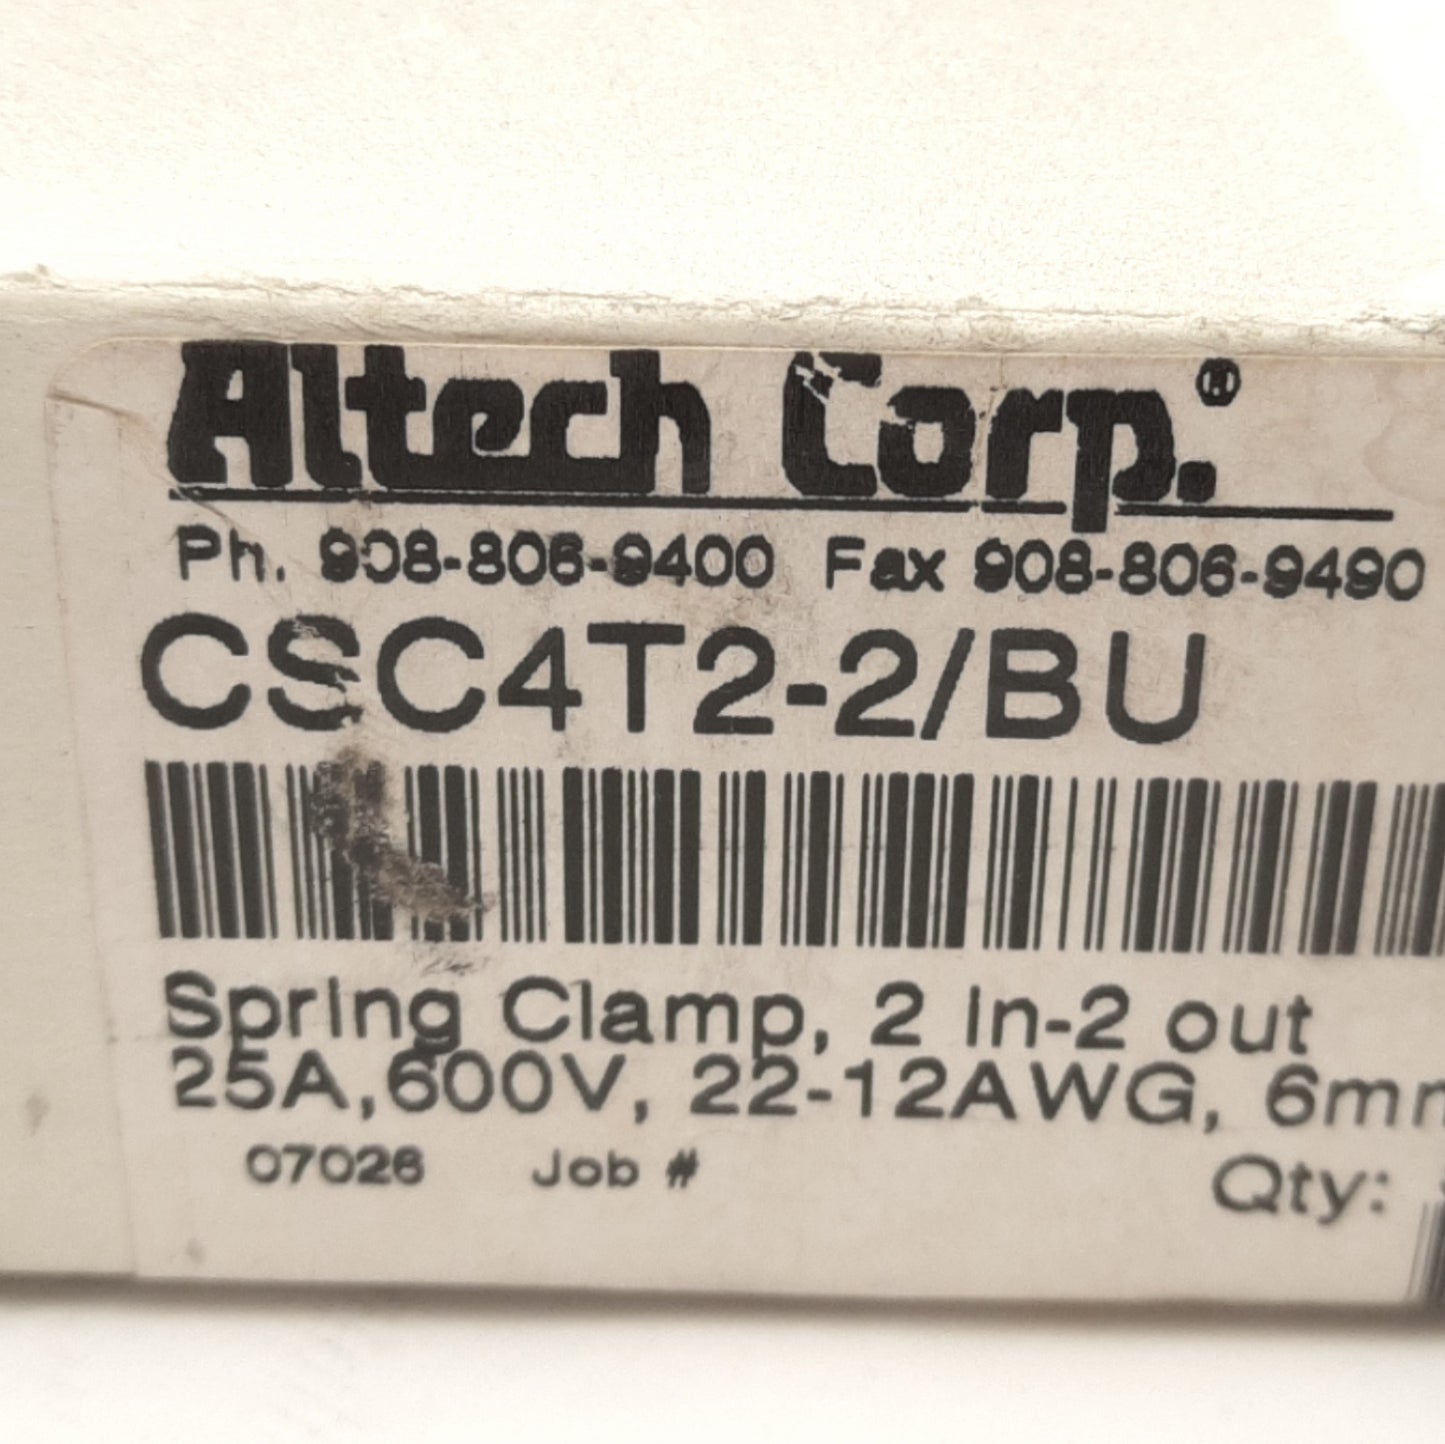 Altech Corp.®
Ph. 908-806-9400 Fax 908-806-9490
CSC4T2-2/BU
Spring Clamp, 2 in-2 out
25A,600V, 22-12AWG, 6mm
07026 Job # Qty: